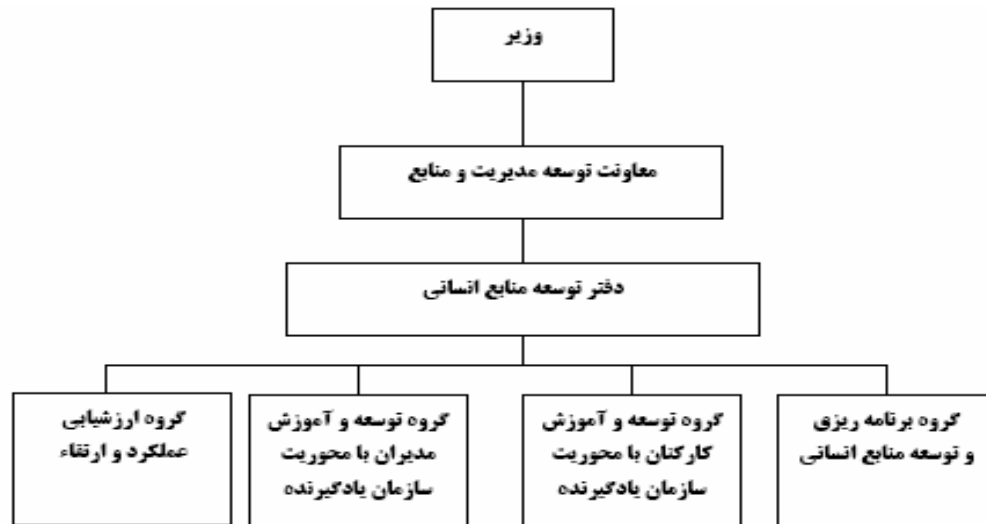 وزیر
معاونت توسعه مدیریت و منابع
دفتر توسعه منابع انسانی
گروه برنامه ریزی
و توسعه منابع انسانی
گروه توسعه و آموزش
کارکنان با محوریت
سازمان یادگیرنده
گروه توسعه و آموزش
مدیران با محوریت
سازمان یادگیرنده
گروه ارزشیابی
عملکرد و ارتقاء